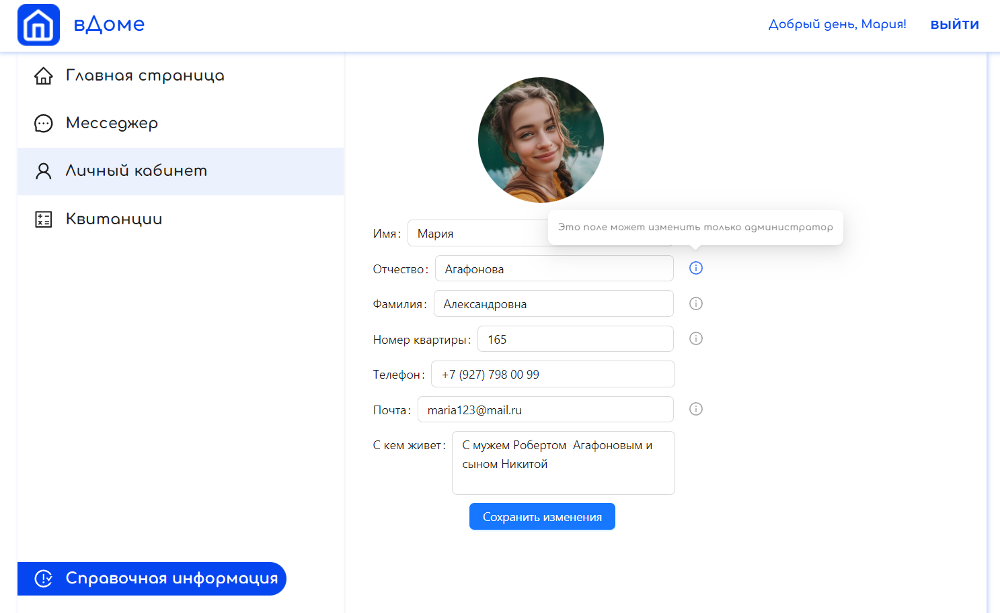 вДоме
Добрый день, Мария!
ВЫЙТИ
Главная страница
Месседжер
Личный кабинет
Квитанции
Справочная информация
Это поле может изменить только администратор
Имя: Мария
Отчество: Агафонова
Фамилия: Александровна
Номер квартиры: 165
Телефон: +7 (927) 798 00 99
Почта: maria123@mail.ru
С кем живет: С мужем Робертом Агафоновым и
сыном Никитой
Сохранить изменения